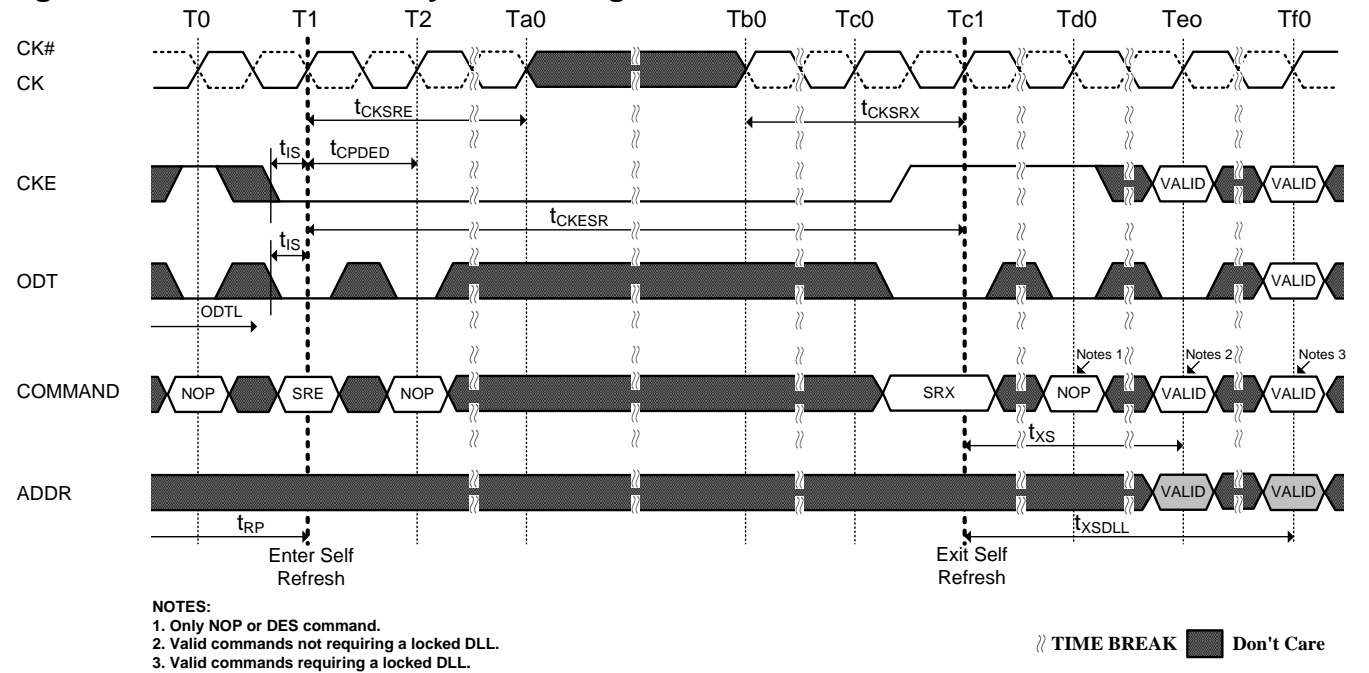 T0 T1 T2 Ta0 Tb0 Tc0 Tc1 Td0 Teo Tf0
CK#
CK
tCKSRE tCKSRX
tIS tCPDED
CKE VALID VALID
tCKESR
tIS
ODT VALID
ODTL
Notes 1 Notes 2 Notes 3
COMMAND NOP SRE NOP SRX NOP VALID VALID
tXS
ADDR VALID VALID
tRP tXSDLL
Enter Self
Refresh
Exit Self
Refresh
NOTES:
1. Only NOP or DES command.
2. Valid commands not requiring a locked DLL.
3. Valid commands requiring a locked DLL.
TIME BREAK Don't Care